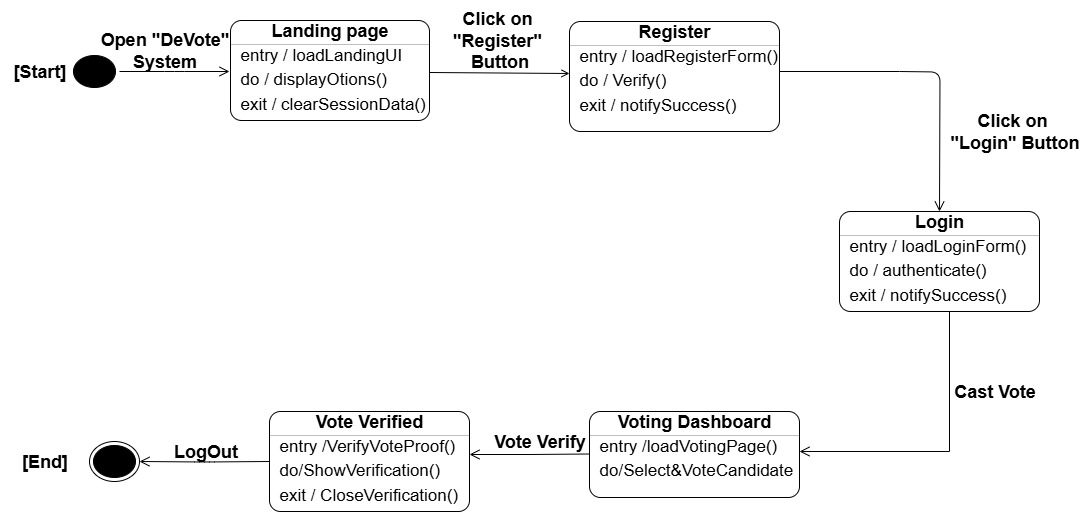 [Start]
Open "DeVote"
System
Landing page
entry / loadLandingUI
do / displayOtions()
exit / clearSessionData()
Click on
"Register"
Button
Register
entry / loadRegisterForm()
do / Verify()
exit / notifySuccess()
Click on
"Login" Button
Login
entry / loadLoginForm()
do / authenticate()
exit / notifySuccess()
Cast Vote
Voting Dashboard
entry /loadVotingPage()
do/Select&VoteCandidate
Vote Verify
Vote Verified
entry /VerifyVoteProof()
do/ShowVerification()
exit / CloseVerification()
LogOut
[End]